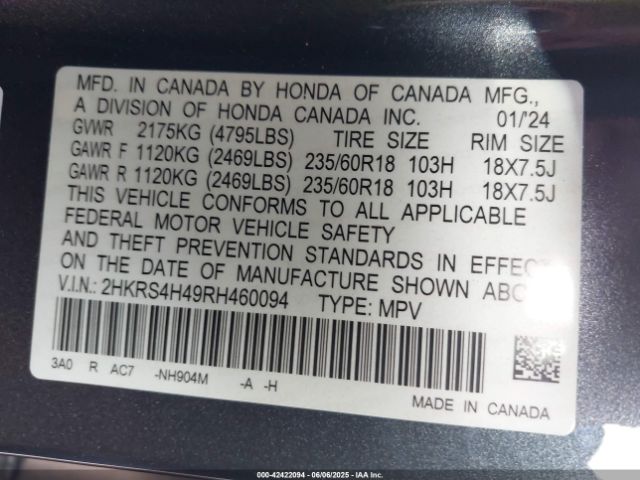 MFD. IN CANADA BY HONDA OF CANADA MFG.,
A DIVISION OF HONDA CANADA INC. 01/'24
GVWR 2175KG (4795LBS) TIRE SIZE RIM SIZE
GAWR F 1120KG (2469LBS) 235/60R18 103H 18X7.5J
GAWR R 1120KG (2469LBS) 235/60R18 103H 18X7.5J
THIS VEHICLE CONFORMS TO ALL APPLICABLE
FEDERAL MOTOR VEHICLE SAFETY
AND THEFT PREVENTION STANDARDS IN EFFECT
ON THE DATE OF MANUFACTURE SHOWN ABO
V.I.N.: 2HKRS4H49RH460094 TYPE: MPV
3A0 R AC7 -NH904M -A -H
MADE IN CANADA
000-42422094 - 06/06/2025 - IAA Inc.